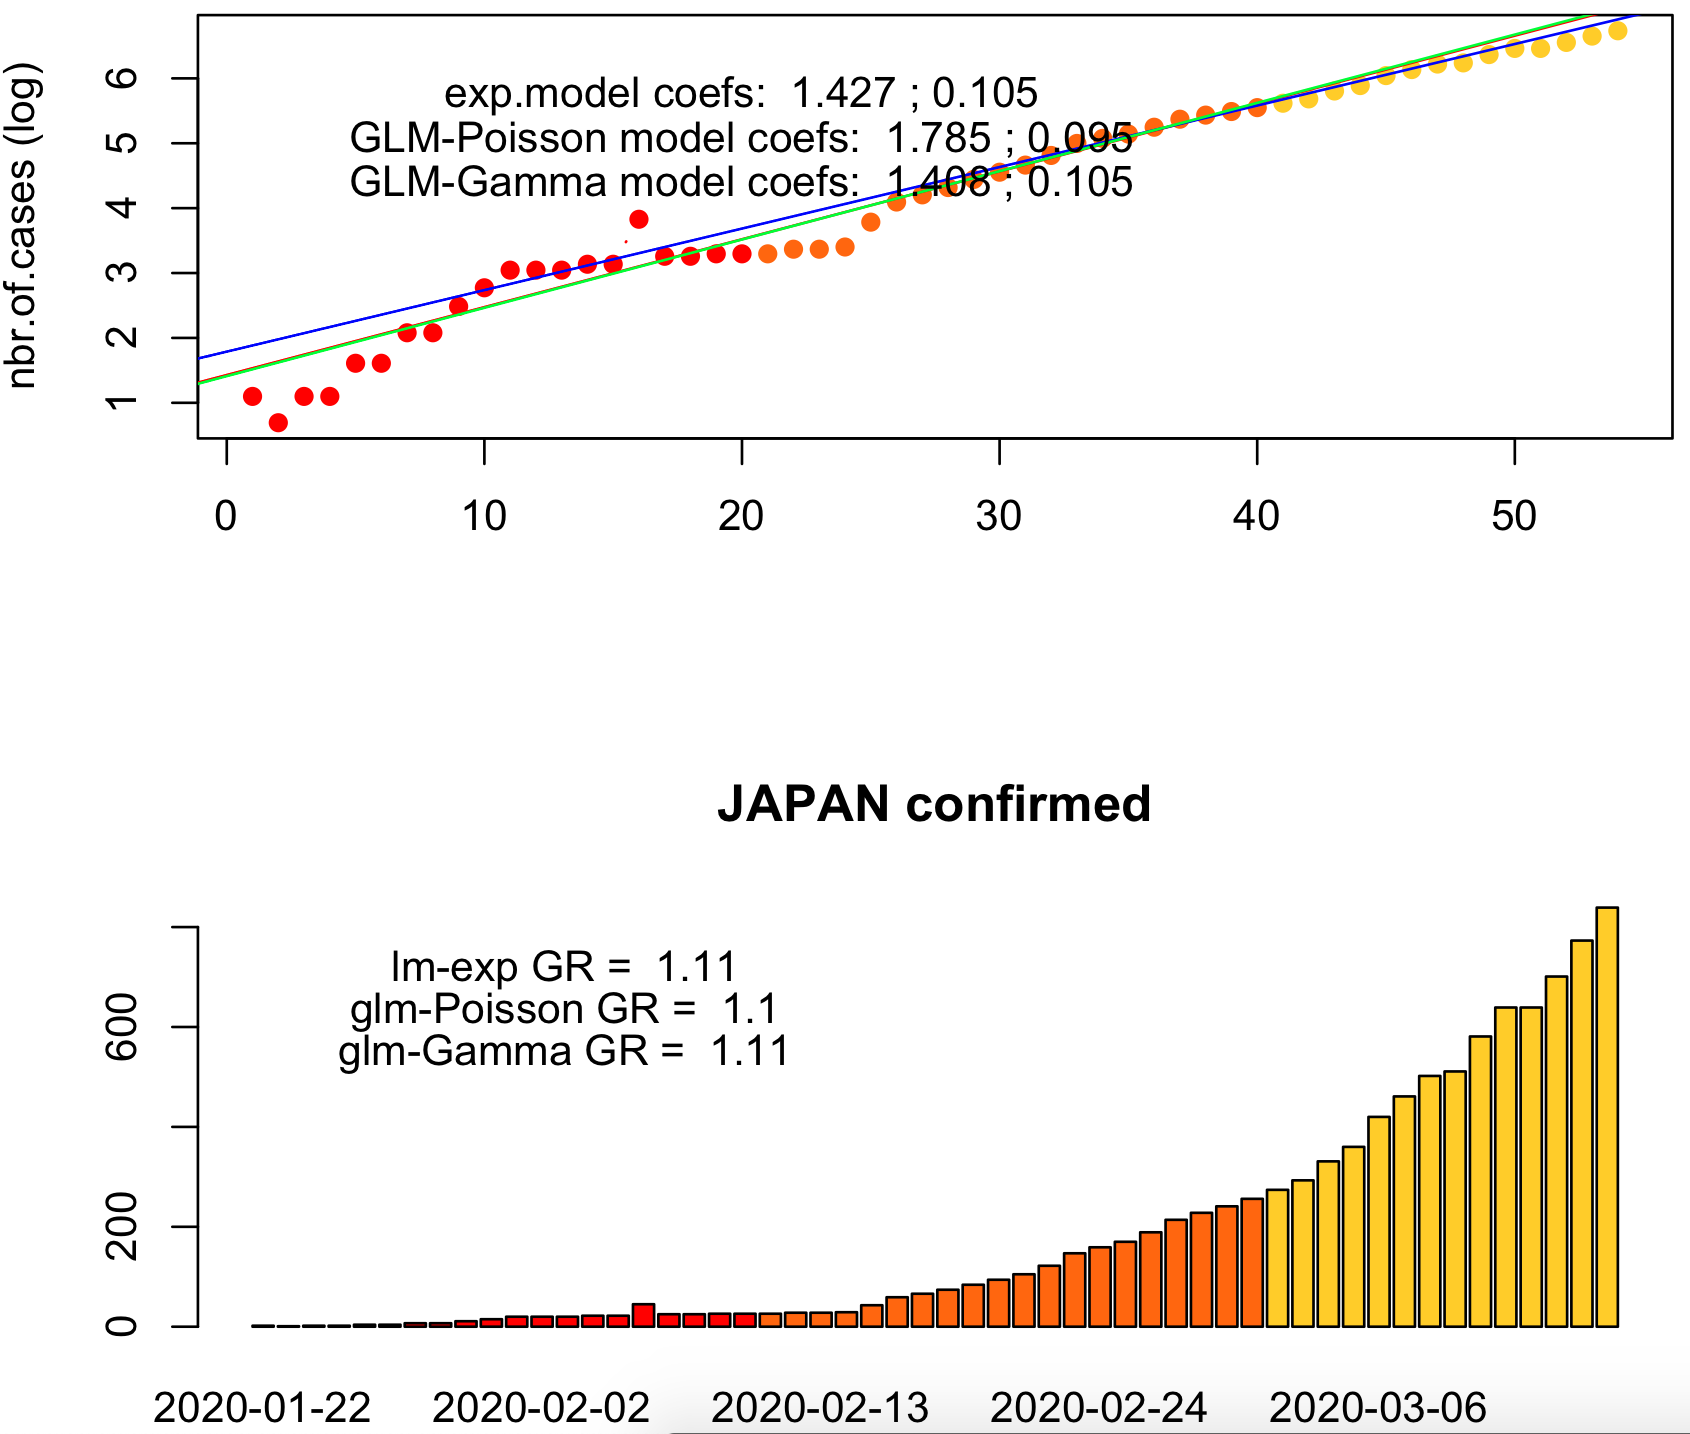 nbr.of.cases (log)
6
5
4
3
2
1
exp.model coefs: 1.427 ; 0.105
GLM-Poisson model coefs: 1.785 ; 0.095
GLM-Gamma model coefs: 1.408 ; 0.105
0 10 20 30 40 50
JAPAN confirmed
600
200
0
lm-exp GR = 1.11
glm-Poisson GR = 1.1
glm-Gamma GR = 1.11
2020-01-22 2020-02-02 2020-02-13 2020-02-24 2020-03-06